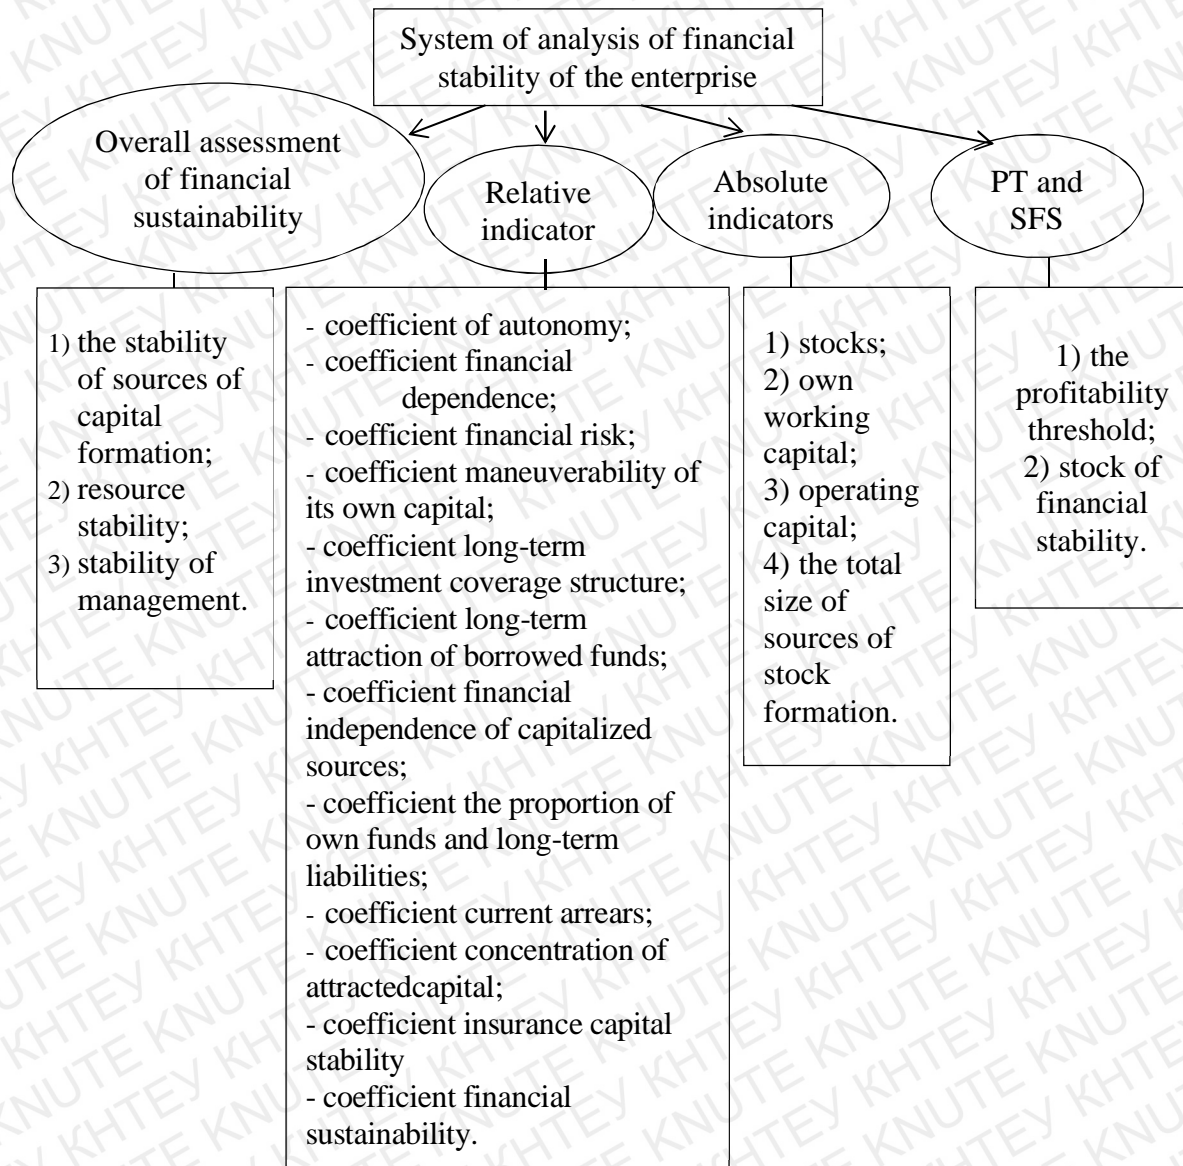 System of analysis of financial
stability of the enterprise
Overall assessment
of financial
sustainability
Relative
indicator
Absolute
indicators
PT and
SFS
1) the stability
of sources of
capital
formation;
2) resource
stability;
3) stability of
management.
- coefficient of autonomy;
- coefficient financial
dependence;
- coefficient financial risk;
- coefficient maneuverability of
its own capital;
- coefficient long-term
investment coverage structure;
- coefficient long-term
attraction of borrowed funds;
- coefficient financial
independence of capitalized
sources;
- coefficient the proportion of
own funds and long-term
liabilities;
- coefficient current arrears;
- coefficient concentration of
attractedcapital;
- coefficient insurance capital
stability
- coefficient financial
sustainability.
1) stocks;
2) own
working
capital;
3) operating
capital;
4) the total
size of
sources of
stock
formation.
1) the
profitability
threshold;
2) stock of
financial
stability.